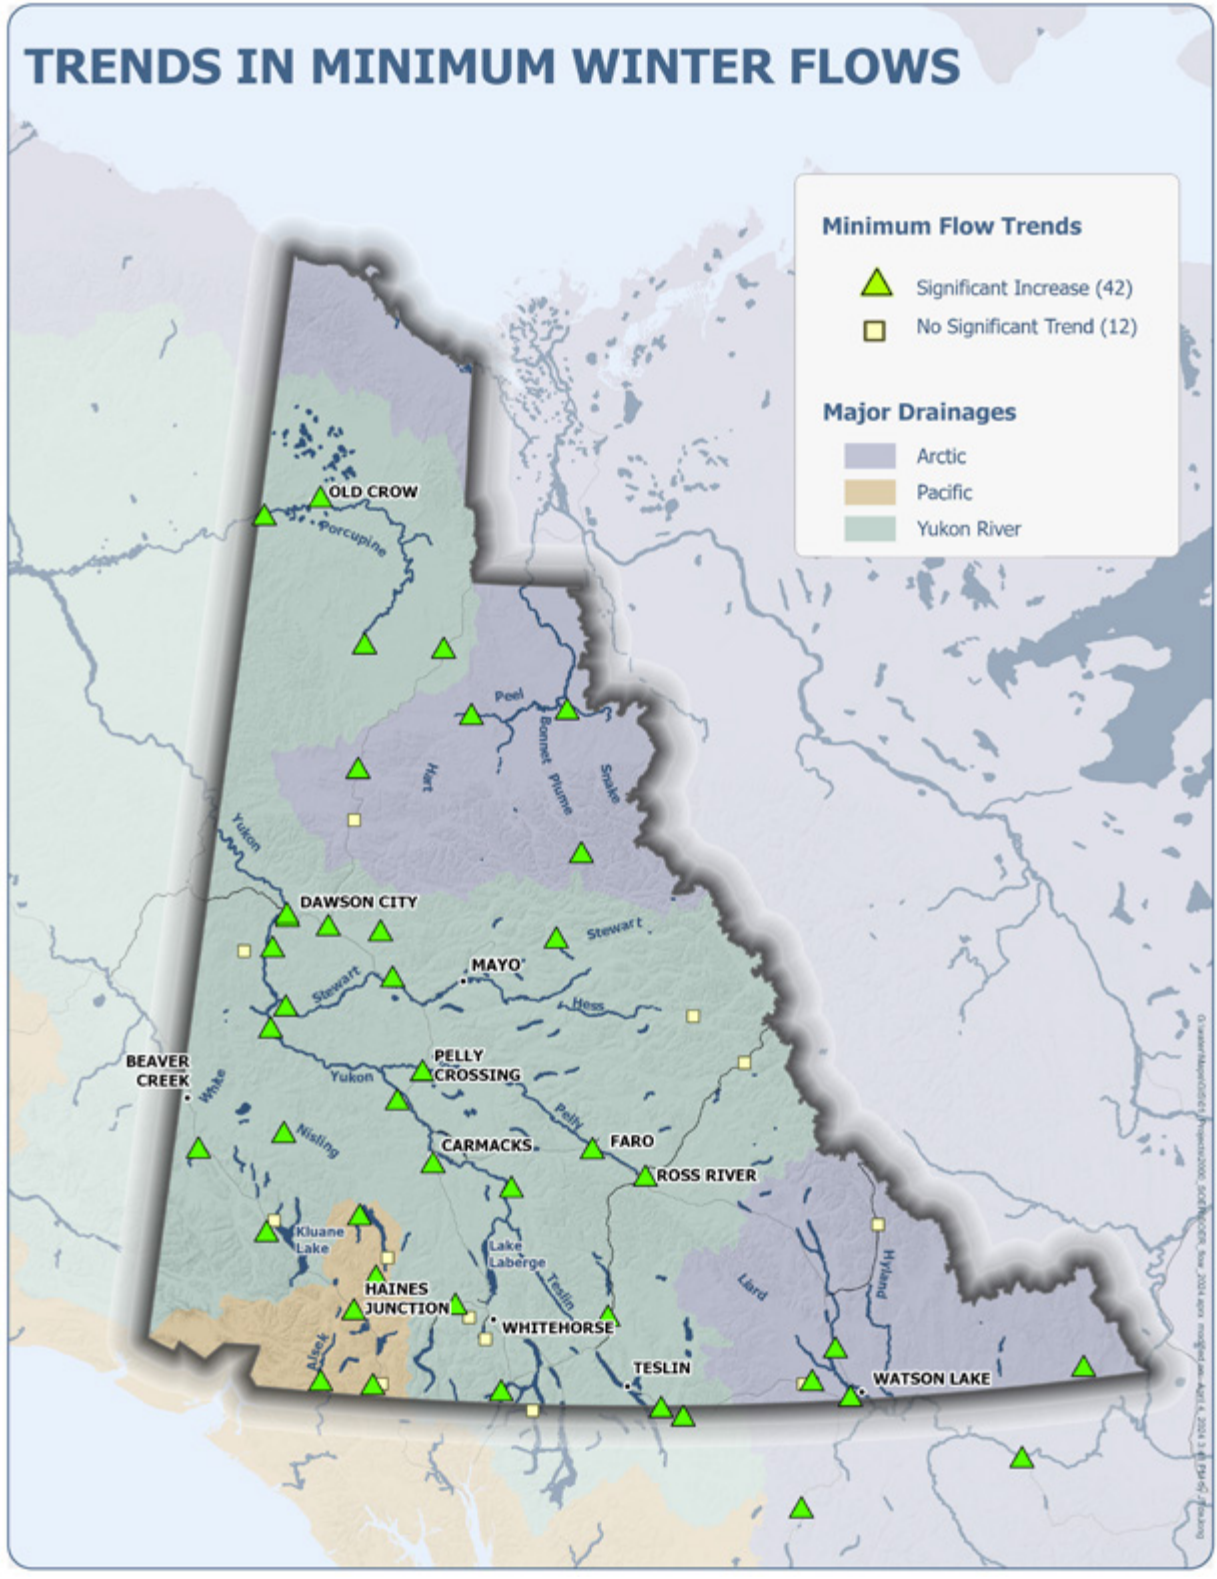 TRENDS IN MINIMUM WINTER FLOWS
Minimum Flow Trends
Significant Increase (42)
No Significant Trend (12)
Major Drainages
Arctic
Pacific
Yukon River
OLD CROW
Porcupine
Peel
Bonnet Plume
Snake
Hart
Yukon
DAWSON CITY
Stewart
MAYO
Stewart
Hess
BEAVER
CREEK
White
PELLY
CROSSING
Yukon
Pelly
Nisling
CARMACKS
FARO
ROSS RIVER
Kluane
Lake
Lake
Laberge
Teslin
HAINES
JUNCTION
WHITEHORSE
Alsek
Liard
Hyland
TESLIN
WATSON LAKE